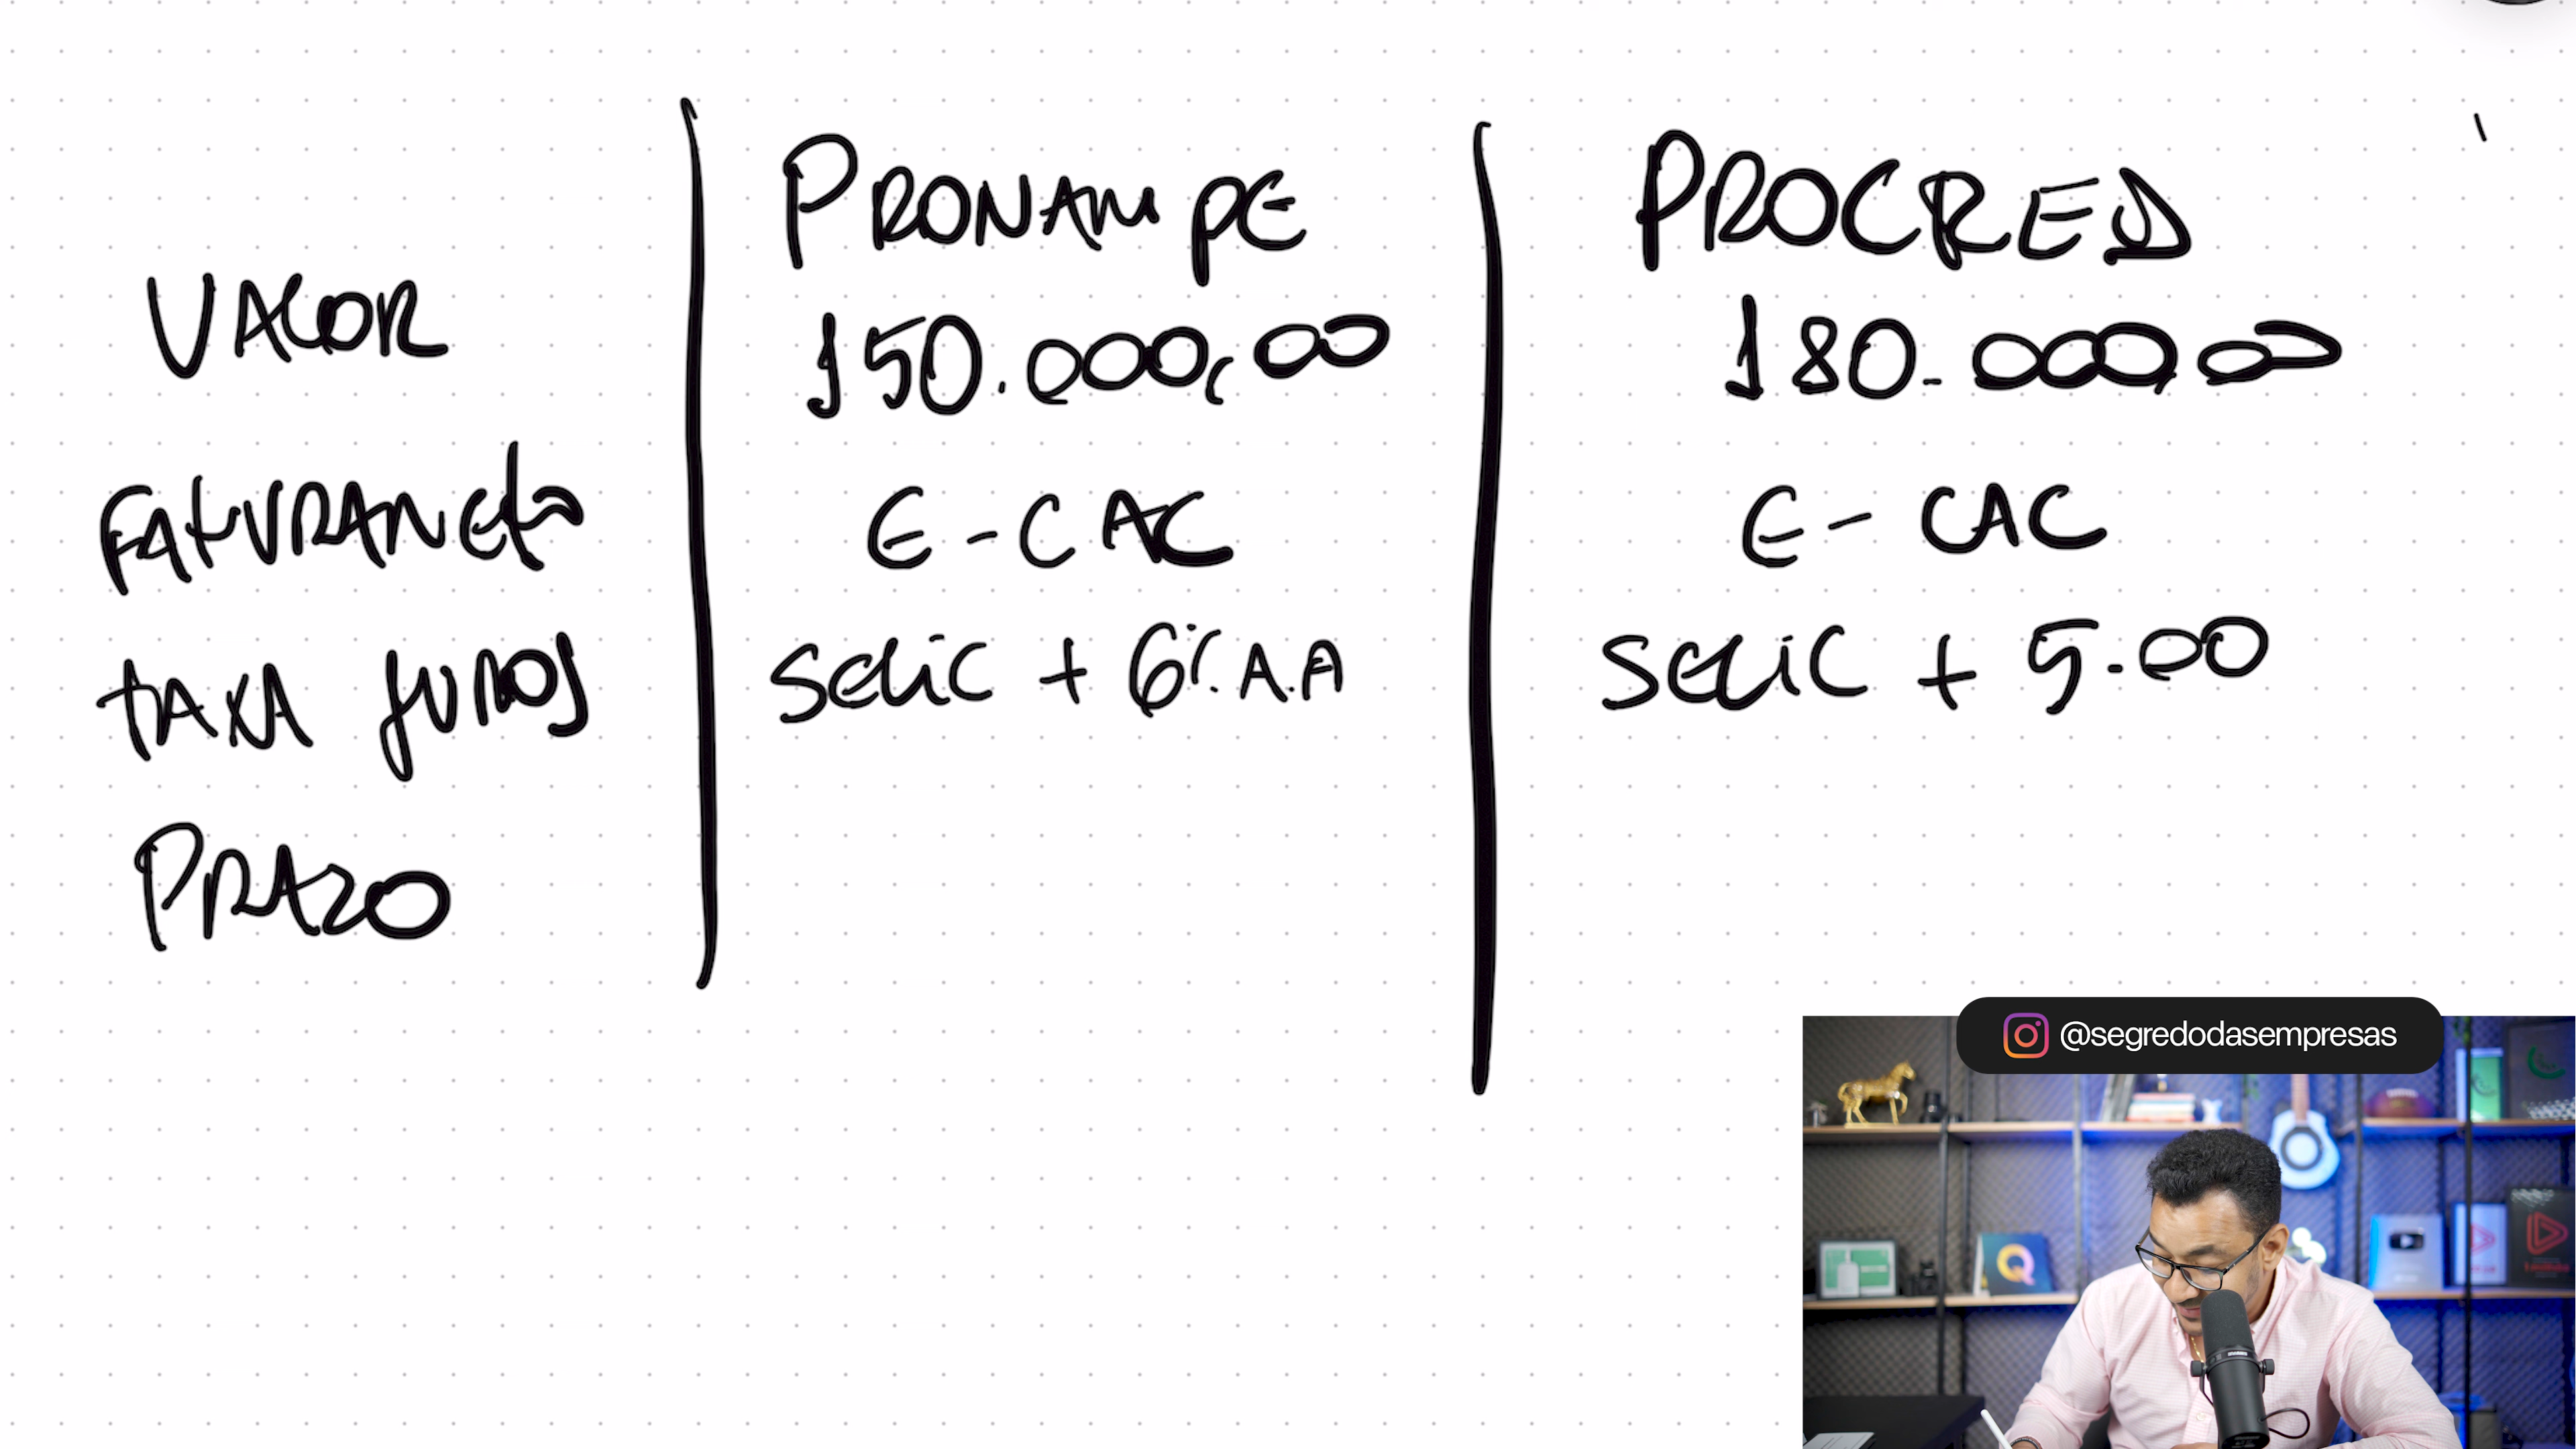 PRONAMPE PROCRED
VALOR 150.000,00 180.000,00
FATURAMETO E-CAC E-CAC
TAXA JUROS SELIC + 6% A.A SELIC + 5.00
PRAZO
@segredodasempresas